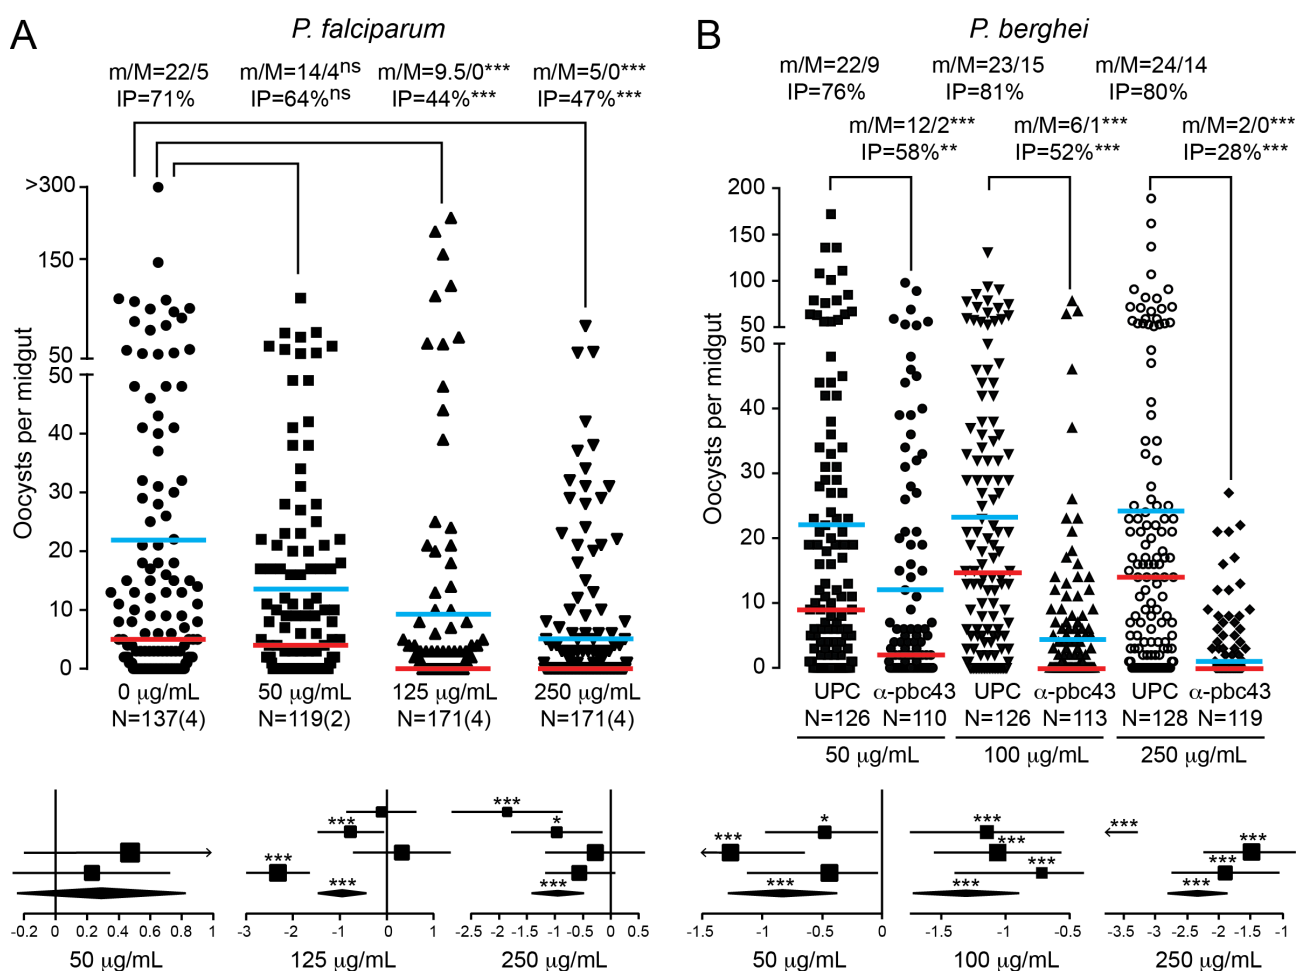 A
P. falciparum
m/M=22/5
IP=71%
m/M=14/4ns
IP=64%ns
m/M=9.5/0***
IP=44%***
m/M=5/0***
IP=47%***
Oocysts per midgut
>300
150
50
50
40
30
20
10
0
0 µg/mL
N=137(4)
50 µg/mL
N=119(2)
125 µg/mL
N=171(4)
250 µg/mL
N=171(4)
B
P. berghei
m/M=22/9
IP=76%
m/M=23/15
IP=81%
m/M=24/14
IP=80%
m/M=12/2***
IP=58%**
m/M=6/1***
IP=52%***
m/M=2/0***
IP=28%***
Oocysts per midgut
200
150
100
50
50
40
30
20
10
0
UPC
N=126
α-pbc43
N=110
UPC
N=126
α-pbc43
N=113
UPC
N=128
α-pbc43
N=119
50 µg/mL
100 µg/mL
250 µg/mL
-0.2 0 0.2 0.4 0.6 0.8 1
50 µg/mL
***
***
***
-3 -2 -1 0 1
125 µg/mL
***
*
***
-2.5 -2 -1.5 -1 -.5 0 0.5
250 µg/mL
*
***
***
-1.5 -1 -0.5 0
50 µg/mL
***
***
***
***
-1.5 -1 -0.5
100 µg/mL
***
***
***
***
-3.5 -3 -2.5 -2 -1.5 -1
250 µg/mL